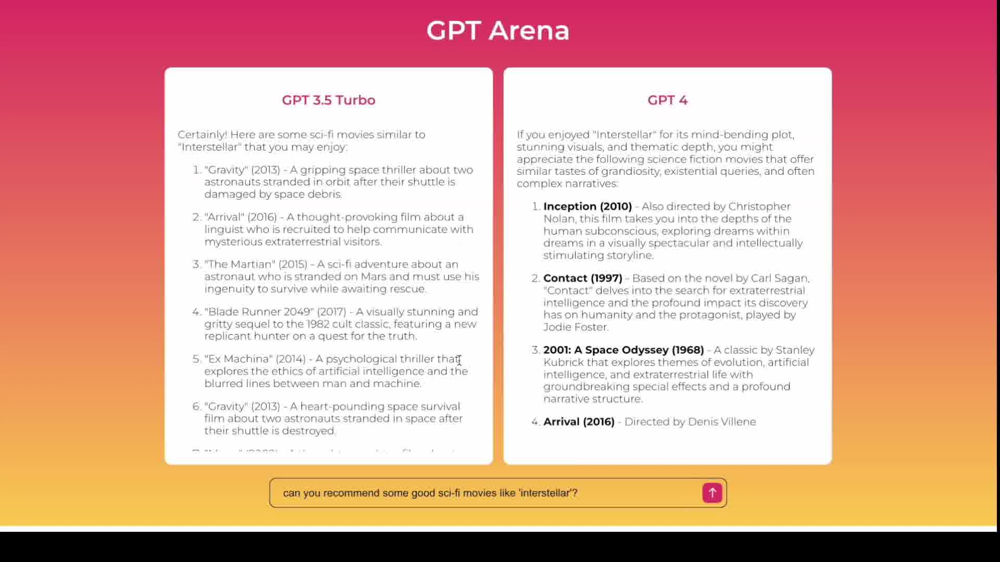 GPT Arena
GPT 3.5 Turbo
Certainly! Here are some sci-fi movies similar to
"Interstellar" that you may enjoy:
1. "Gravity" (2013) - A gripping space thriller about two
astronauts stranded in orbit after their shuttle is
damaged by space debris.
2. "Arrival" (2016) - A thought-provoking film about a
linguist who is recruited to help communicate with
mysterious extraterrestrial visitors.
3. "The Martian" (2015) - A sci-fi adventure about an
astronaut who is stranded on Mars and must use his
ingenuity to survive while awaiting rescue.
4. "Blade Runner 2049" (2017) - A visually stunning and
gritty sequel to the 1982 cult classic, featuring a new
replicant hunter on a quest for the truth.
5. "Ex Machina" (2014) - A psychological thriller that
explores the ethics of artificial intelligence and the
blurred lines between man and machine.
6. "Gravity" (2013) - A heart-pounding space survival
film about two astronauts stranded in space after
their shuttle is destroyed.
GPT 4
If you enjoyed "Interstellar" for its mind-bending plot,
stunning visuals, and thematic depth, you might
appreciate the following science fiction movies that offer
similar tastes of grandiosity, existential queries, and often
complex narratives:
1. Inception (2010) - Also directed by Christopher
Nolan, this film takes you into the depths of the
human subconscious, exploring dreams within
dreams in a visually spectacular and intellectually
stimulating storyline.
2. Contact (1997) - Based on the novel by Carl Sagan,
"Contact" delves into the search for extraterrestrial
intelligence and the profound impact its discovery
has on humanity and the protagonist, played by
Jodie Foster.
3. 2001: A Space Odyssey (1968) - A classic by Stanley
Kubrick that explores themes of evolution, artificial
intelligence, and extraterrestrial life with
groundbreaking special effects and a profound
narrative structure.
4. Arrival (2016) - Directed by Denis Villene
can you recommend some good sci-fi movies like 'interstellar'?